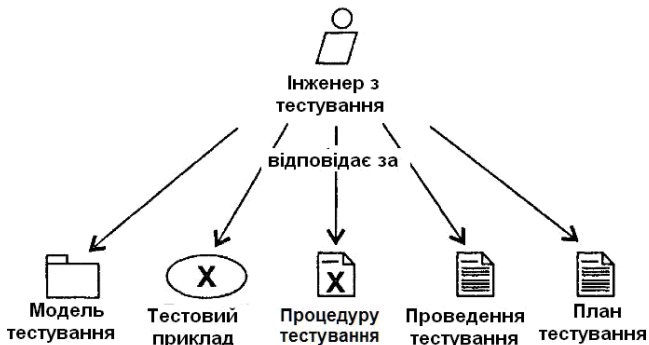 Інженер з
тестування
відповідає за
Модель
тестування
Тестовий
приклад
Процедуру
тестування
Проведення
тестування
План
тестування
X
X